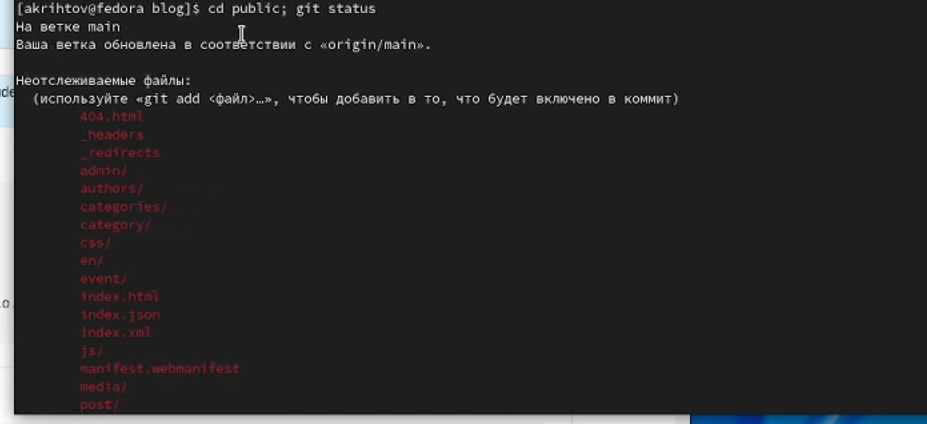 [akrihtov@fedora blog]$ cd public; git status
На ветке main
Ваша ветка обновлена в соответствии с «origin/main».
Неотслеживаемые файлы:
(используйте «git add <файл>…», чтобы добавить в то, что будет включено в коммит)
404.html
_headers
_redirects
admin/
authors/
categories/
category/
css/
en/
event/
index.html
index.json
index.xml
js/
manifest.webmanifest
media/
post/